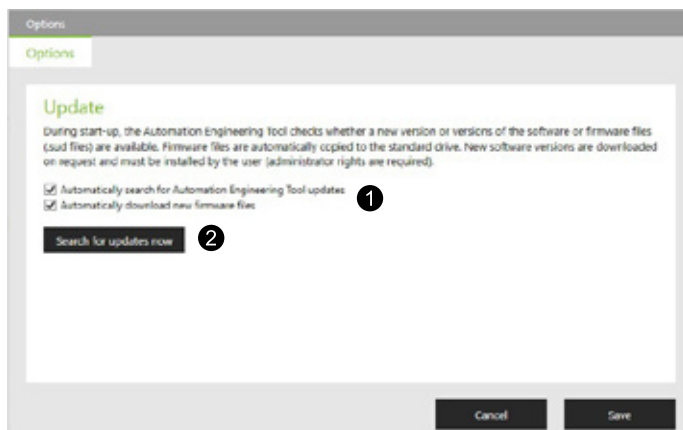 Options
Options
Update
During start-up, the Automation Engineering Tool checks whether a new version or versions of the software or firmware files
(.sud files) are available. Firmware files are automatically copied to the standard drive. New software versions are downloaded
on request and must be installed by the user (administrator rights are required).
Automatically search for Automation Engineering Tool updates
Automatically download new firmware files
1
Search for updates now
2
Cancel
Save